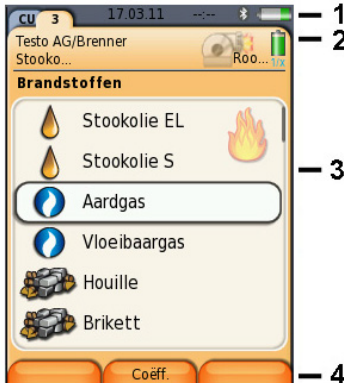 CU 3 17.03.11 --:-- 1
Testo AG/Brenner 2
Stooko... Roo... 1/x
Brandstoffen
Stookolie EL
Stookolie S
3
Aardgas
Vloeibaargas
Houille
Brikett
Coëff. 4